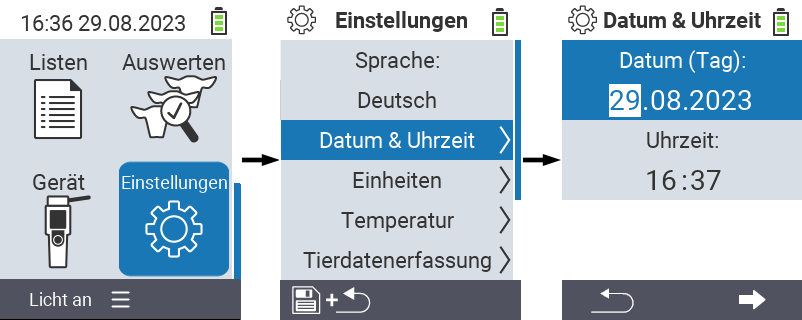 16:36 29.08.2023
Listen
Auswerten
Gerät
Einstellungen
Licht an
Einstellungen
Sprache:
Deutsch
Datum & Uhrzeit
Einheiten
Temperatur
Tierdatenerfassung
+
Datum & Uhrzeit
Datum (Tag):
29.08.2023
Uhrzeit:
16:37